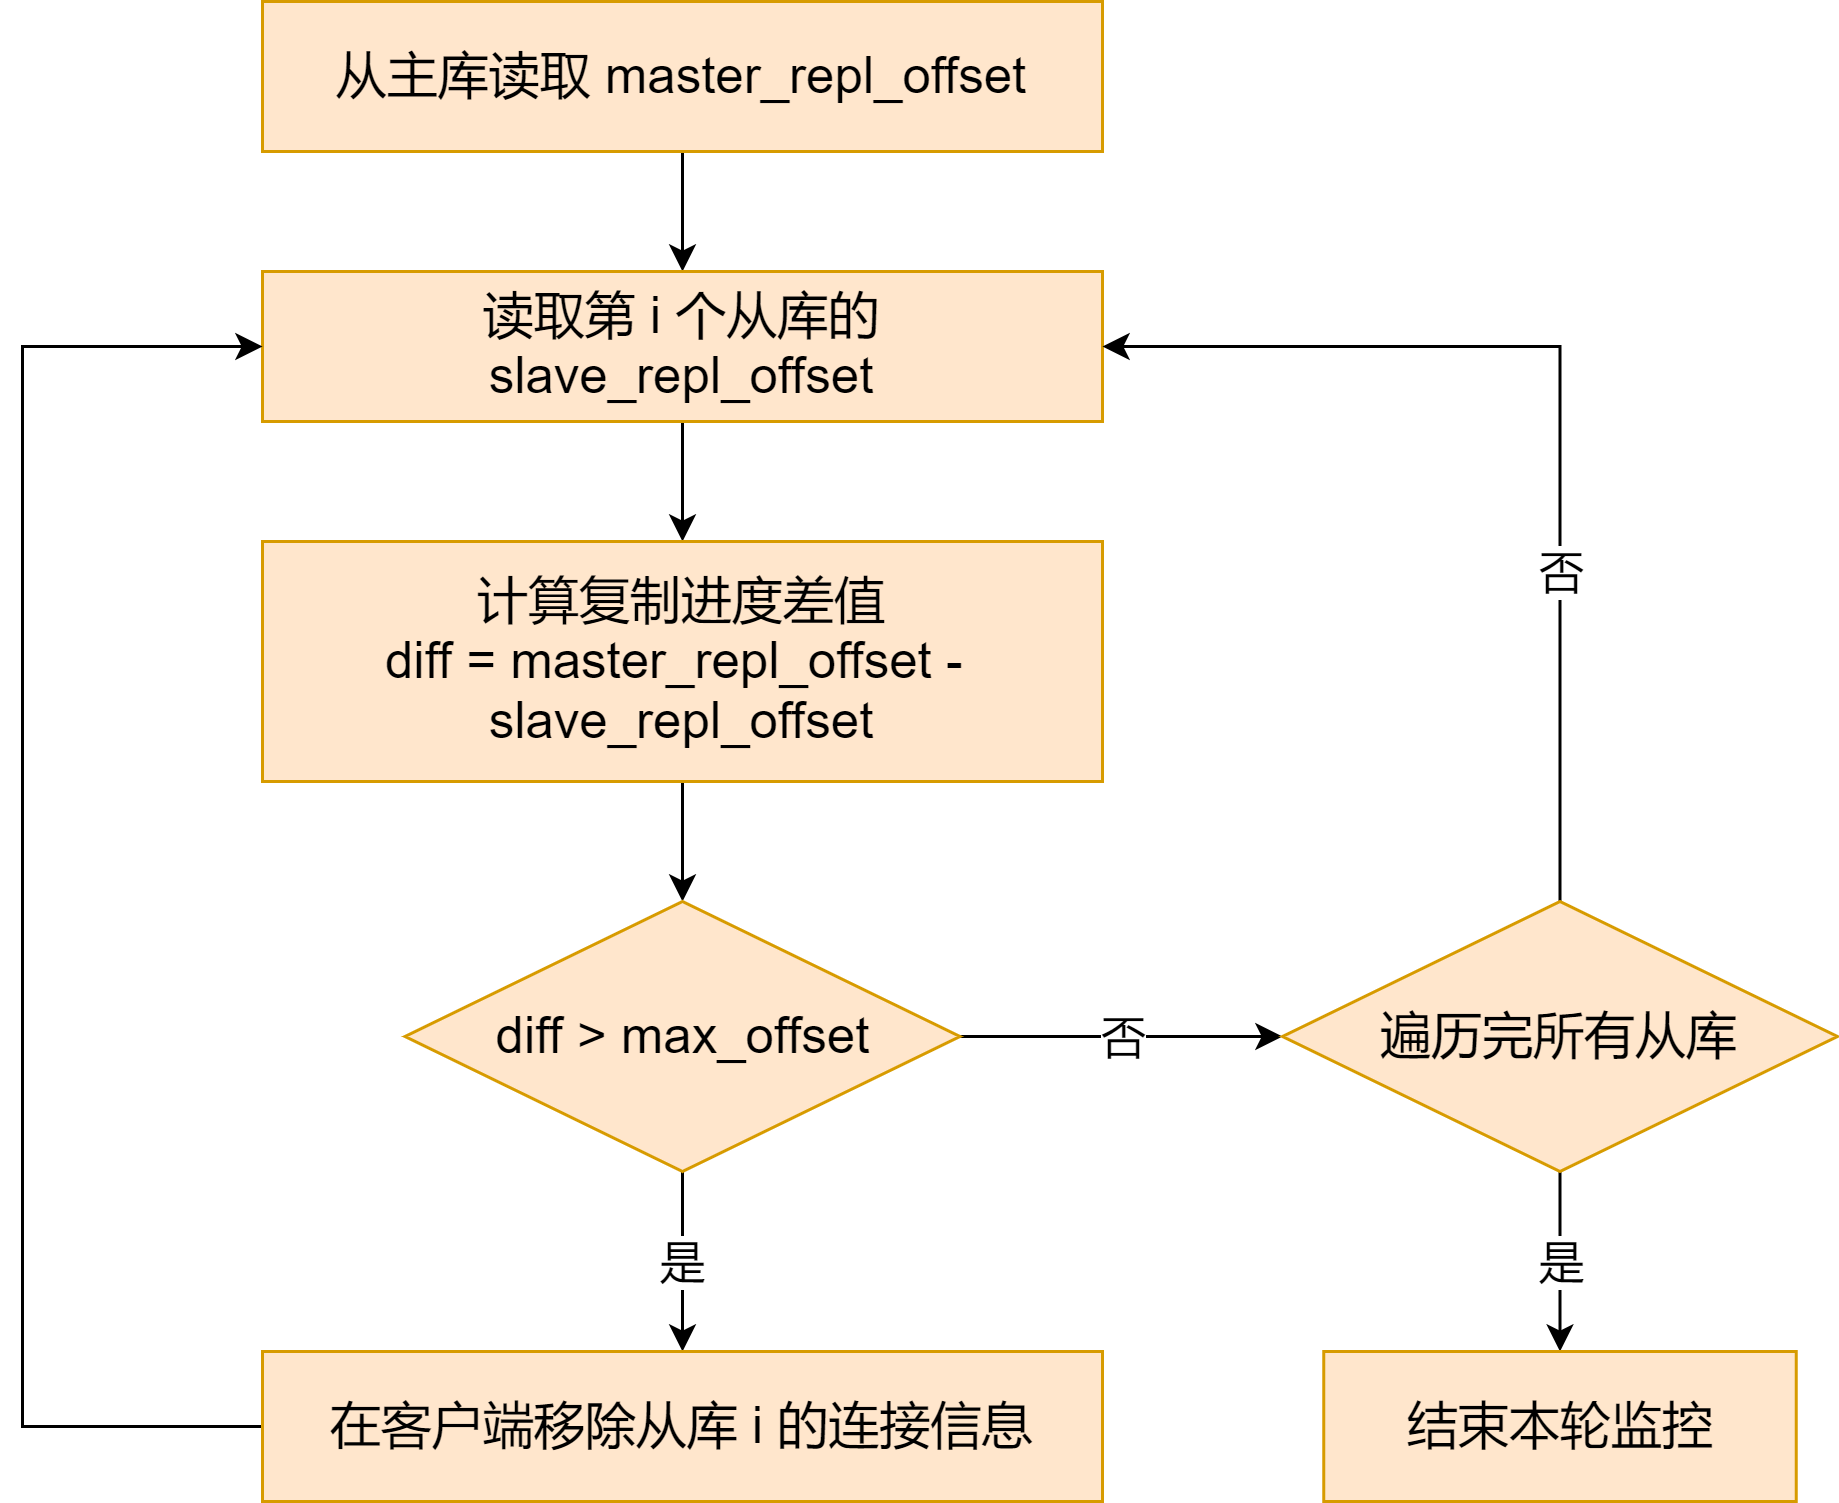 从主库读取 master_repl_offset
读取第 i 个从库的
slave_repl_offset
计算复制进度差值
diff = master_repl_offset -
slave_repl_offset
否
diff > max_offset
否
遍历完所有从库
是
是
在客户端移除从库 i 的连接信息
结束本轮监控